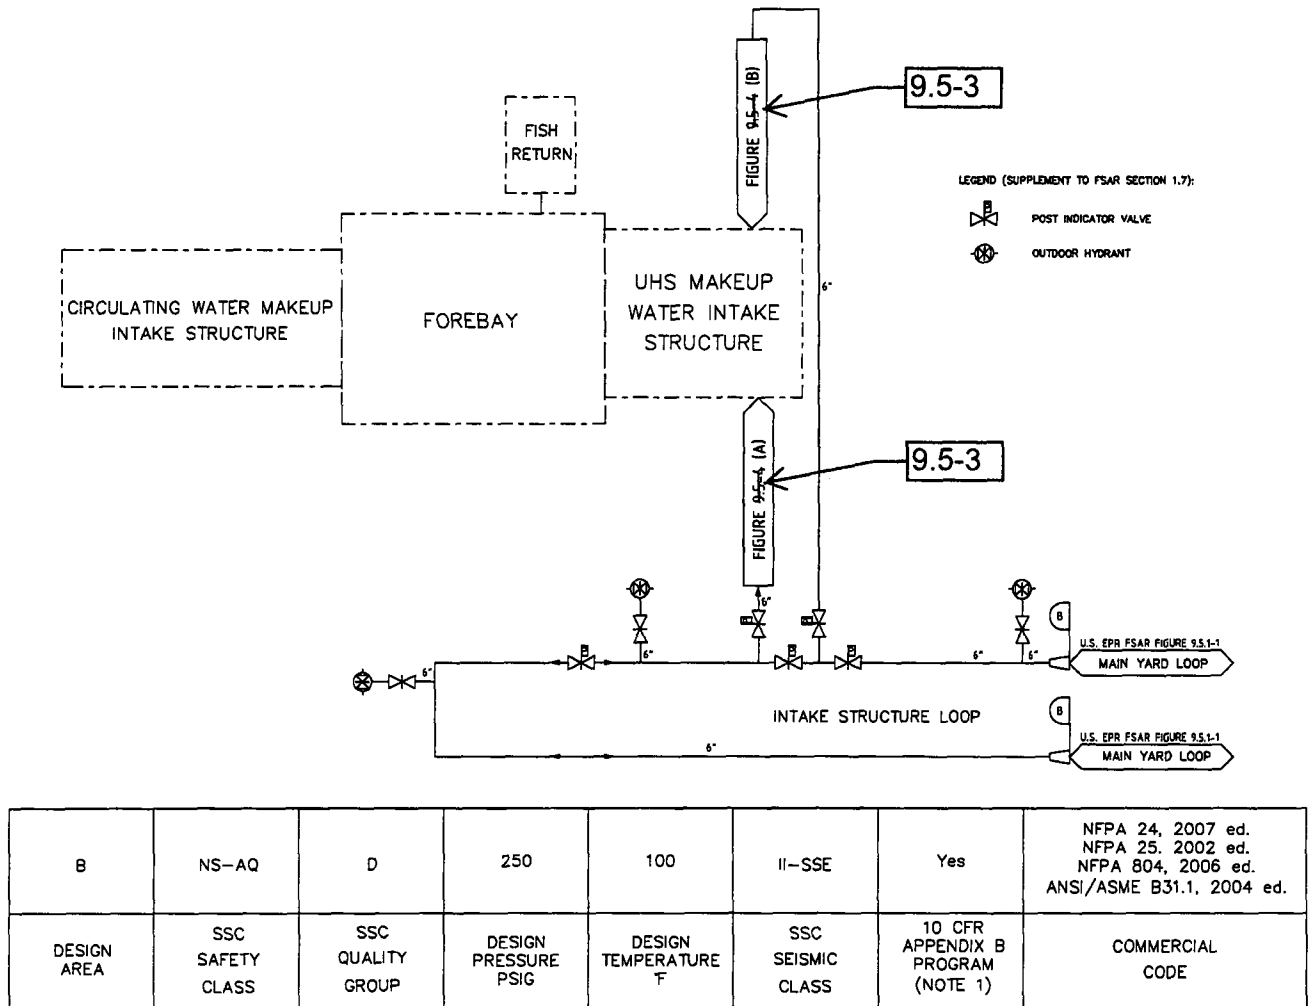 FIGURE 9.5-4 (B)
9.5-3
FISH
RETURN
LEGEND (SUPPLEMENT TO FSAR SECTION 1.7):
POST INDICATOR VALVE
OUTDOOR HYDRANT
CIRCULATING WATER MAKEUP
INTAKE STRUCTURE
FOREBAY
UHS MAKEUP
WATER INTAKE
STRUCTURE
6"
FIGURE 9.5-4 (A)
9.5-3
6"
B
U.S. EPR FSAR FIGURE 9.5.1-1
6"
6"
6"
MAIN YARD LOOP
6"
INTAKE STRUCTURE LOOP
B
U.S. EPR FSAR FIGURE 9.5.1-1
6"
MAIN YARD LOOP
B
NS-AQ
D
250
100
II-SSE
Yes
NFPA 24, 2007 ed.
NFPA 25. 2002 ed.
NFPA 804, 2006 ed.
ANSI/ASME B31.1, 2004 ed.
DESIGN
AREA
SSC
SAFETY
CLASS
SSC
QUALITY
GROUP
DESIGN
PRESSURE
PSIG
DESIGN
TEMPERATURE
°F
SSC
SEISMIC
CLASS
10 CFR
APPENDIX B
PROGRAM
(NOTE 1)
COMMERCIAL
CODE